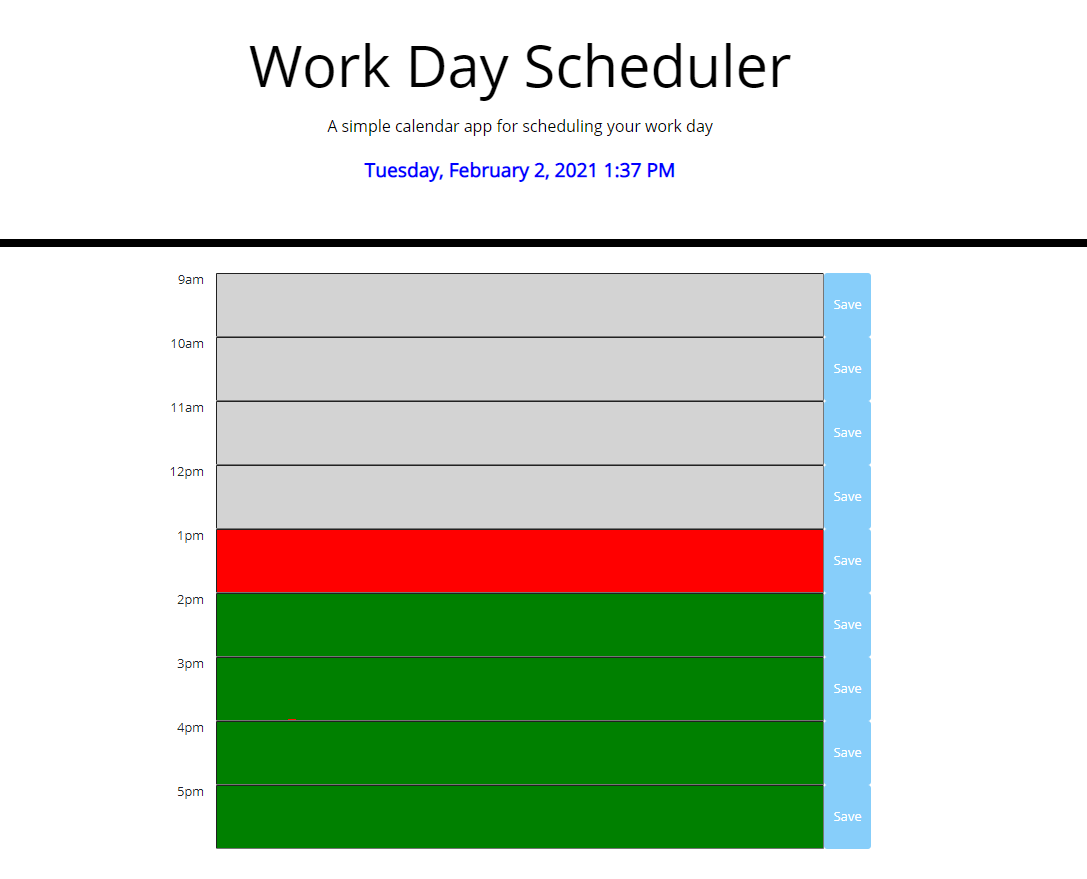 Work Day Scheduler
A simple calendar app for scheduling your work day
Tuesday, February 2, 2021 1:37 PM
9am Save
10am Save
11am Save
12pm Save
1pm Save
2pm Save
3pm Save
4pm Save
5pm Save